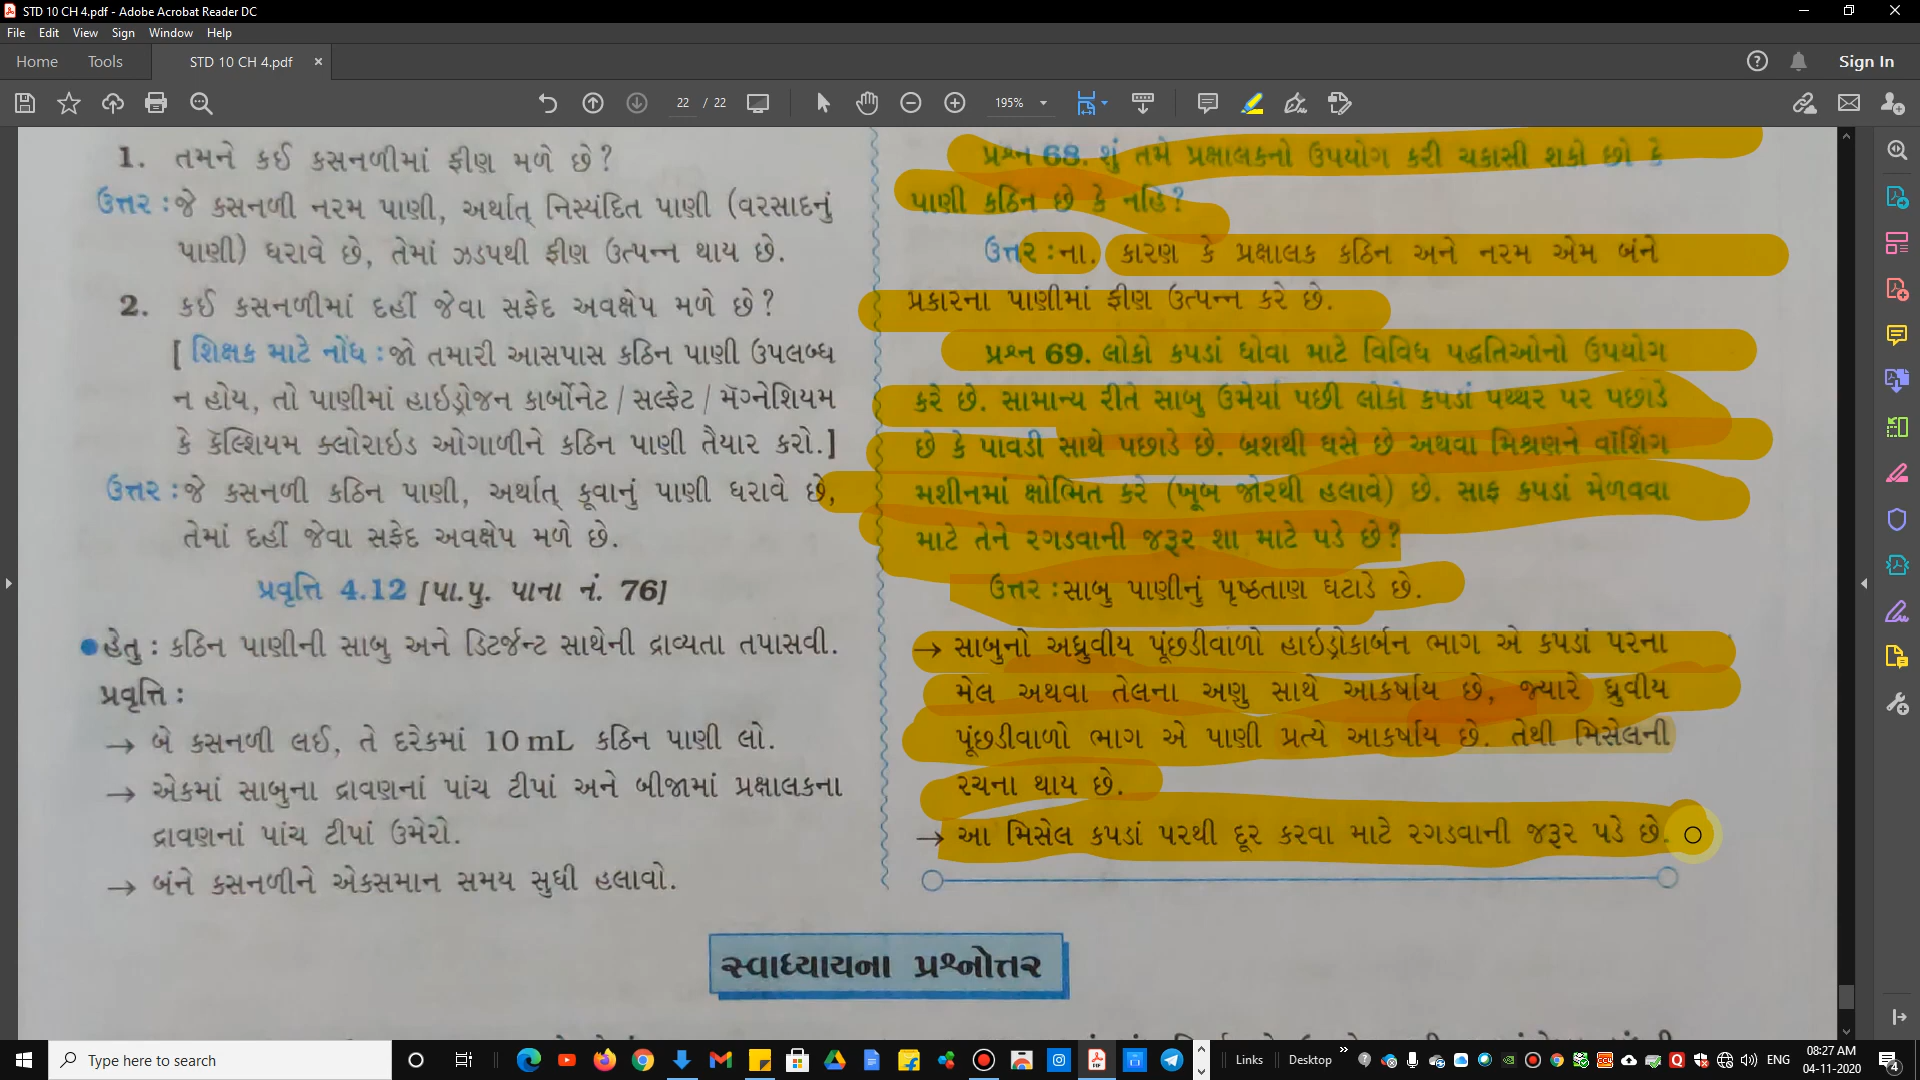 STD 10 CH 4.pdf - Adobe Acrobat Reader DC
File Edit View Sign Window Help
Home Tools STD 10 CH 4.pdf × Sign In
22 / 22 195%
1. તમને કઈ કસનળીમાં ફીણ મળે છે?
ઉત્તર : જે કસનળી નરમ પાણી, અર્થાત્ નિસ્યંદિત પાણી (વરસાદનું
પાણી) ધરાવે છે, તેમાં ઝડપથી ફીણ ઉત્પન્ન થાય છે.
2. કઈ કસનળીમાં દહીં જેવા સફેદ અવક્ષેપ મળે છે?
[ શિક્ષક માટે નોંધ : જો તમારી આસપાસ કઠિન પાણી ઉપલબ્ધ
ન હોય, તો પાણીમાં હાઇડ્રોજન કાર્બોનેટ / સલ્ફેટ / મૅગ્નેશિયમ
કે કૅલ્શિયમ ક્લોરાઇડ ઓગાળીને કઠિન પાણી તૈયાર કરો.]
ઉત્તર : જે કસનળી કઠિન પાણી, અર્થાત્ કૂવાનું પાણી ધરાવે છે,
તેમાં દહીં જેવા સફેદ અવક્ષેપ મળે છે.
પ્રવૃત્તિ 4.12 [પા.પુ. પાના નં. 76]
● હેતુ : કઠિન પાણીની સાબુ અને ડિટર્જન્ટ સાથેની દ્રાવ્યતા તપાસવી.
પ્રવૃત્તિ :
→ બે કસનળી લઈ, તે દરેકમાં 10 mL કઠિન પાણી લો.
→ એકમાં સાબુના દ્રાવણનાં પાંચ ટીપાં અને બીજામાં પ્રક્ષાલકના
દ્રાવણનાં પાંચ ટીપાં ઉમેરો.
→ બંને કસનળીને એકસમાન સમય સુધી હલાવો.
પ્રશ્ન 68. શું તમે પ્રક્ષાલકનો ઉપયોગ કરી ચકાસી શકો છો કે
પાણી કઠિન છે કે નહિ?
ઉત્તર : ના. કારણ કે પ્રક્ષાલક કઠિન અને નરમ એમ બંને
પ્રકારના પાણીમાં ફીણ ઉત્પન્ન કરે છે.
પ્રશ્ન 69. લોકો કપડાં ધોવા માટે વિવિધ પદ્ધતિઓનો ઉપયોગ
કરે છે. સામાન્ય રીતે સાબુ ઉમેર્યા પછી લોકો કપડાં પથ્થર પર પછાડે
છે કે પાવડી સાથે પછાડે છે. બ્રશથી ઘસે છે અથવા મિશ્રણને વૉશિંગ
મશીનમાં ક્ષોભિત કરે (ખૂબ જોરથી હલાવે) છે. સાફ કપડાં મેળવવા
માટે તેને રગડવાની જરૂર શા માટે પડે છે?
ઉત્તર : સાબુ પાણીનું પૃષ્ઠતાણ ઘટાડે છે.
→ સાબુનો અધ્રુવીય પૂંછડીવાળો હાઇડ્રોકાર્બન ભાગ એ કપડાં પરના
મેલ અથવા તેલના અણુ સાથે આકર્ષાય છે, જ્યારે ધ્રુવીય
પૂંછડીવાળો ભાગ એ પાણી પ્રત્યે આકર્ષાય છે. તેથી મિસેલની
રચના થાય છે.
→ આ મિસેલ કપડાં પરથી દૂર કરવા માટે રગડવાની જરૂર પડે છે.
સ્વાધ્યાયના પ્રશ્નોત્તર
Type here to search Links Desktop ENG 08:27 AM
04-11-2020 4